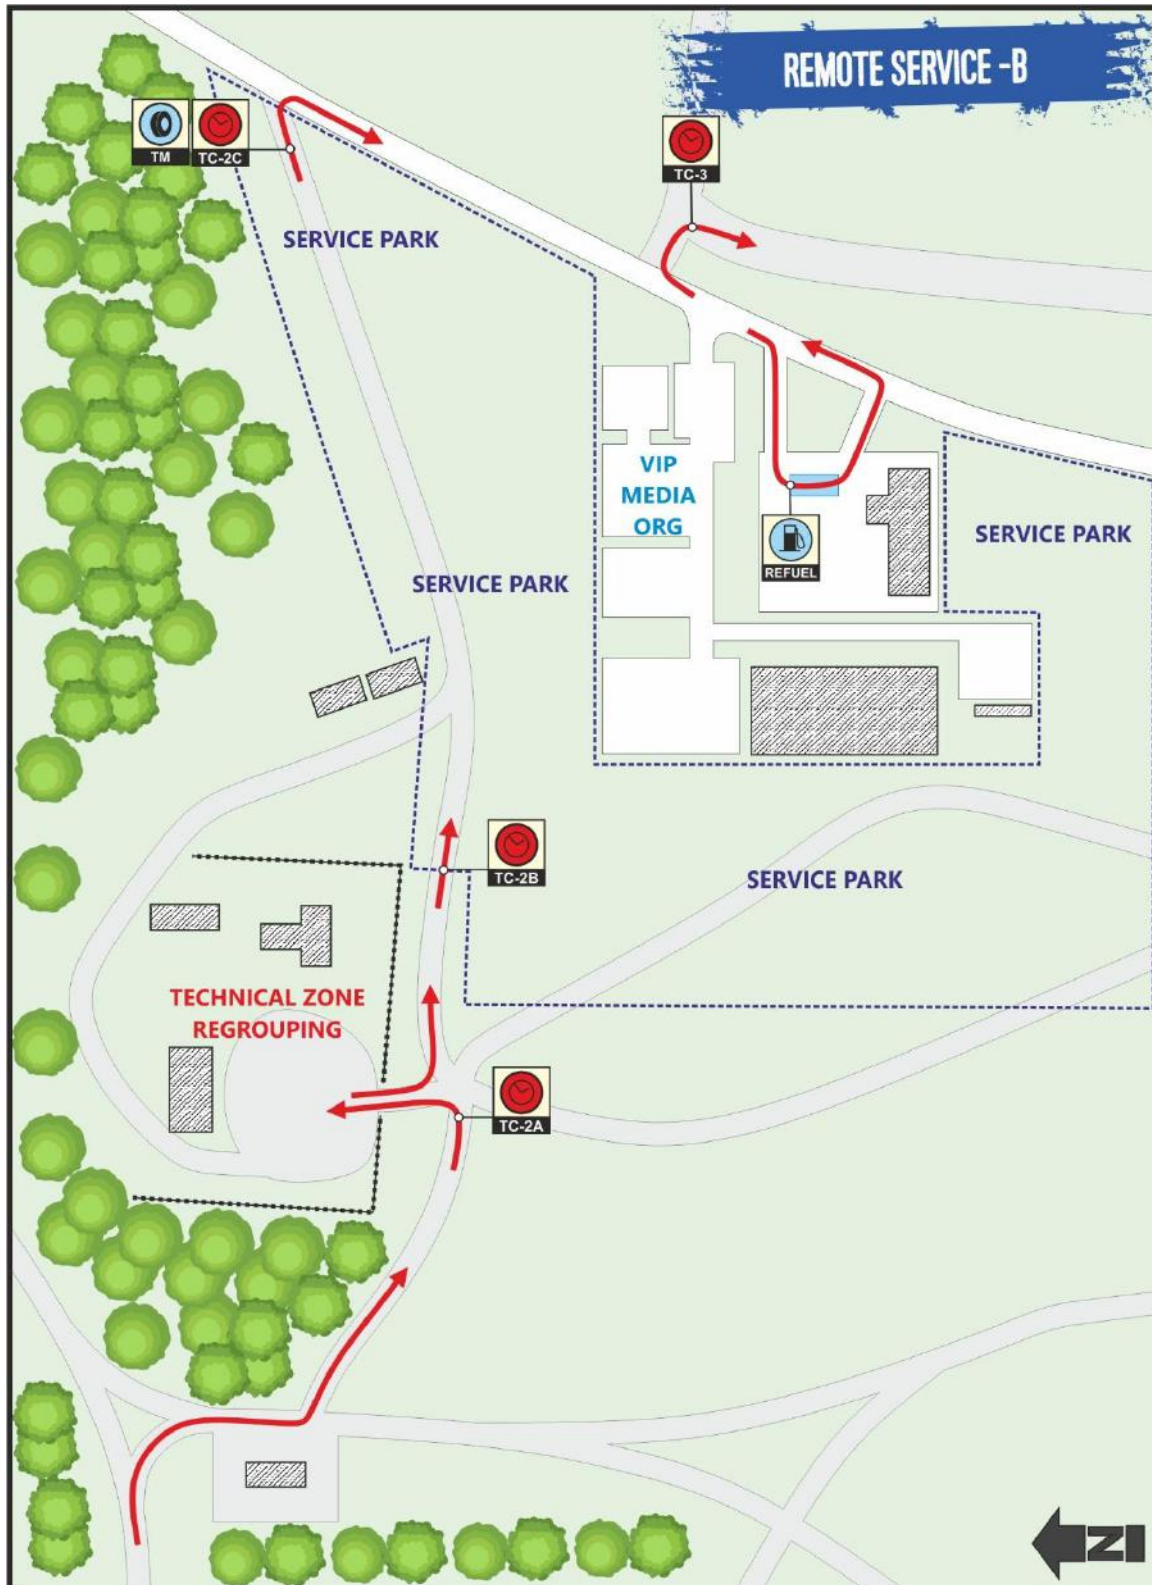 REMOTE SERVICE -B
TM
TC-2C
TC-3
SERVICE PARK
VIP
MEDIA
ORG
REFUEL
SERVICE PARK
SERVICE PARK
TC-2B
SERVICE PARK
TECHNICAL ZONE
REGROUPING
TC-2A
N